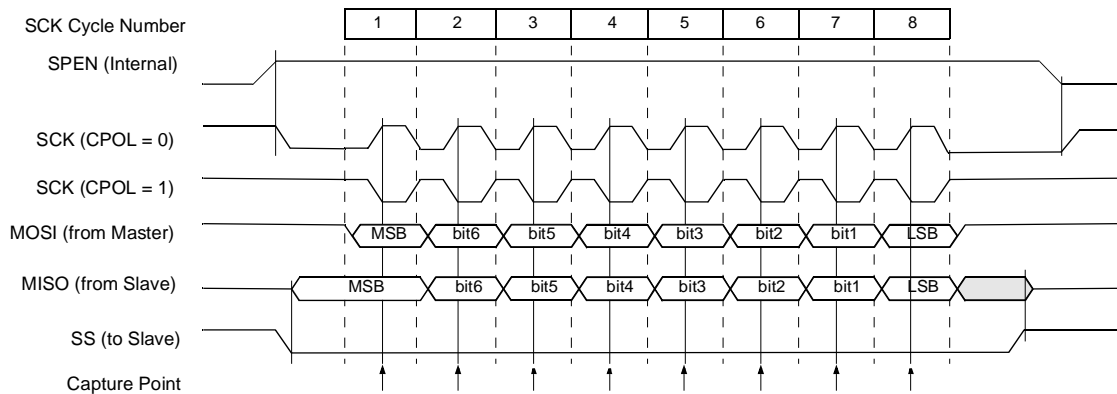 SCK Cycle Number 1 2 3 4 5 6 7 8
SPEN (Internal)
SCK (CPOL = 0)
SCK (CPOL = 1)
MOSI (from Master) MSB bit6 bit5 bit4 bit3 bit2 bit1 LSB
MISO (from Slave) MSB bit6 bit5 bit4 bit3 bit2 bit1 LSB
SS (to Slave)
Capture Point